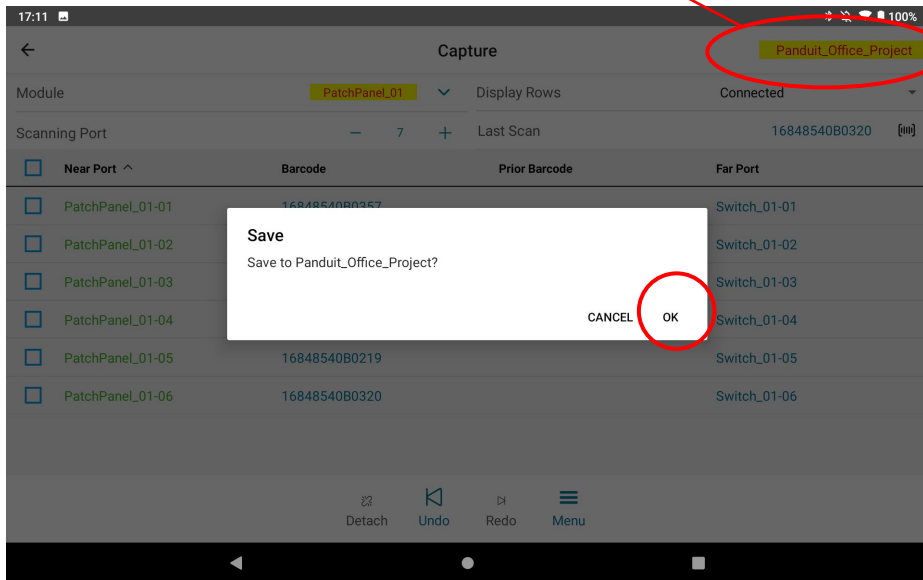 17:11 100%
Capture Panduit_Office_Project
Module PatchPanel_01 Display Rows Connected
Scanning Port − 7 + Last Scan 16848540B0320
Near Port Barcode Prior Barcode Far Port
PatchPanel_01-01 16848540B0357 Switch_01-01
PatchPanel_01-02 Switch_01-02
PatchPanel_01-03 Switch_01-03
PatchPanel_01-04 Switch_01-04
PatchPanel_01-05 16848540B0219 Switch_01-05
PatchPanel_01-06 16848540B0320 Switch_01-06
Save
Save to Panduit_Office_Project?
CANCEL OK
Detach Undo Redo Menu